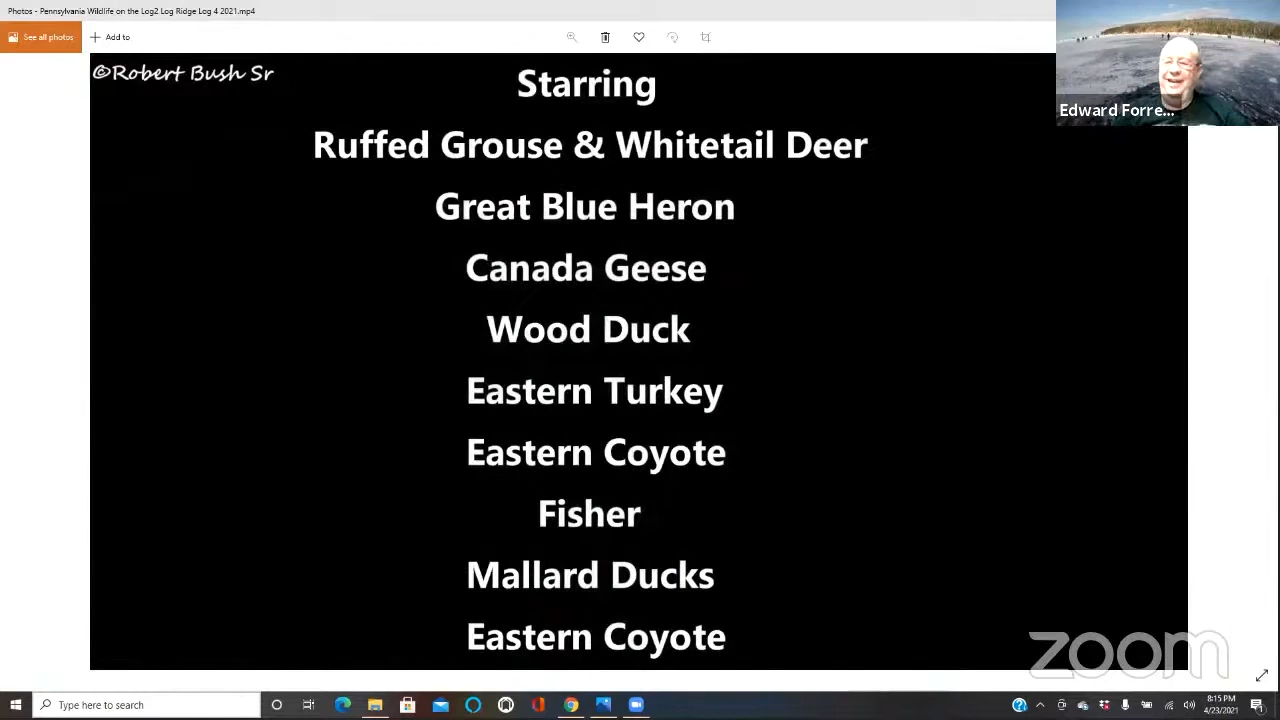 Photos - Pennsylvania Wildlife on the Log2 Log Ridge Log 4 2021.mp4
See all photos
Add to
©Robert Bush Sr
Starring
Ruffed Grouse & Whitetail Deer
Great Blue Heron
Canada Geese
Wood Duck
Eastern Turkey
Eastern Coyote
Fisher
Mallard Ducks
Eastern Coyote
Edward Forre...
zoom
Type here to search
8:15 PM
4/23/2021